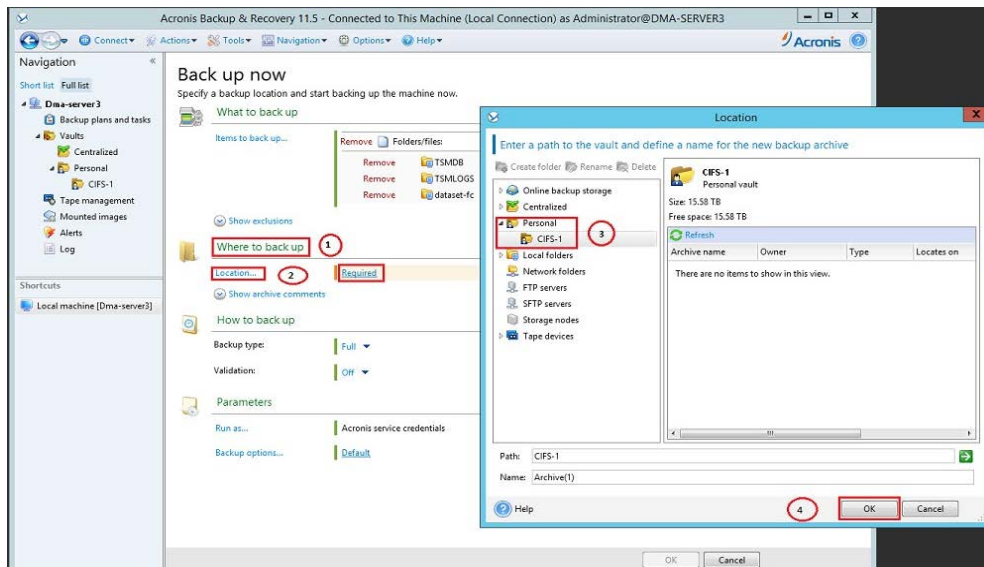 Acronis Backup & Recovery 11.5 - Connected to This Machine (Local Connection) as Administrator@DMA-SERVER3
Connect Actions Tools Navigation Options Help Acronis
Navigation
Short list Full list
Dma-server3
Backup plans and tasks
Vaults
Centralized
Personal
CIFS-1
Tape management
Mounted images
Alerts
Log
Shortcuts
Local machine [Dma-server3]
Back up now
Specify a backup location and start backing up the machine now.
What to back up
Items to back up... Remove Folders/files:
Remove TSMDB
Remove TSMLOGS
Remove dataset-fc
Show exclusions
Where to back up 1
Location... 2 Required
Show archive comments
How to back up
Backup type: Full
Validation: Off
Parameters
Run as... Acronis service credentials
Backup options... Default
OK Cancel
Location
Enter a path to the vault and define a name for the new backup archive
Create folder Rename Delete
Online backup storage
Centralized
Personal
CIFS-1
3
Local folders
Network folders
FTP servers
SFTP servers
Storage nodes
Tape devices
CIFS-1
Personal vault
Size: 15.58 TB
Free space: 15.58 TB
Refresh
Archive name Owner Type Locates on
There are no items to show in this view.
Path: CIFS-1
Name: Archive(1)
Help 4 OK Cancel